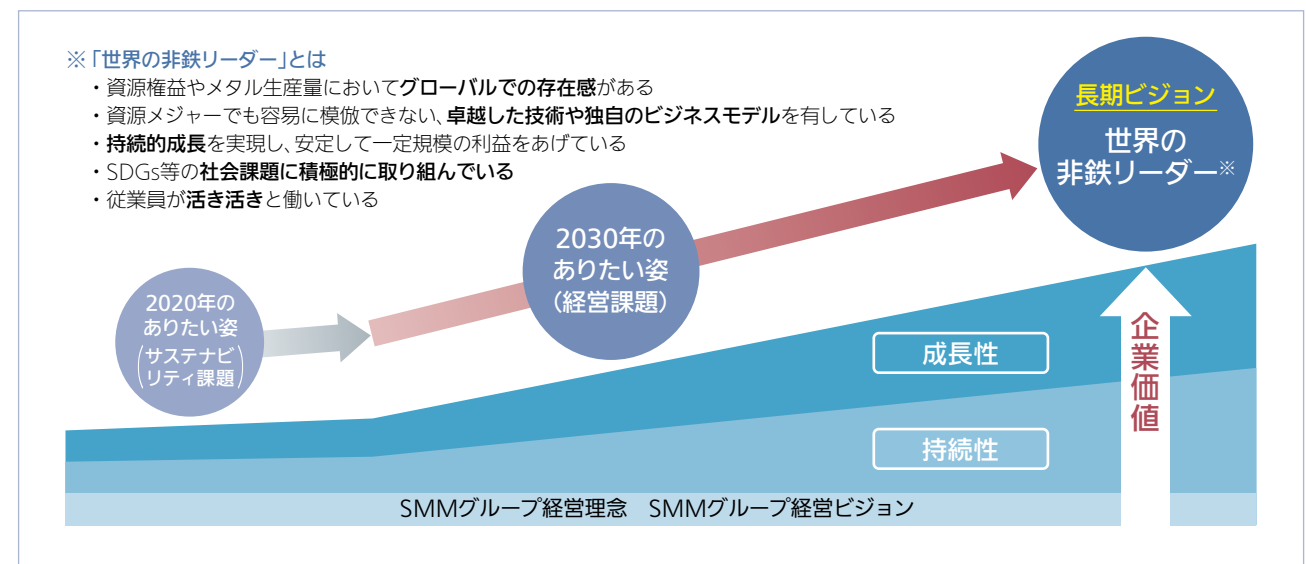 ※「世界の非鉄リーダー」とは
・資源権益やメタル生産量においてグローバルでの存在感がある
・資源メジャーでも容易に模倣できない、卓越した技術や独自のビジネスモデルを有している
・持続的成長を実現し、安定して一定規模の利益をあげている
・SDGs等の社会課題に積極的に取り組んでいる
・従業員が活き活きと働いている
長期ビジョン
世界の
非鉄リーダー※
2030年の
ありたい姿
（経営課題）
2020年の
ありたい姿
（サステナビ
リティ課題）
成長性
持続性
企業価値
SMMグループ経営理念　SMMグループ経営ビジョン